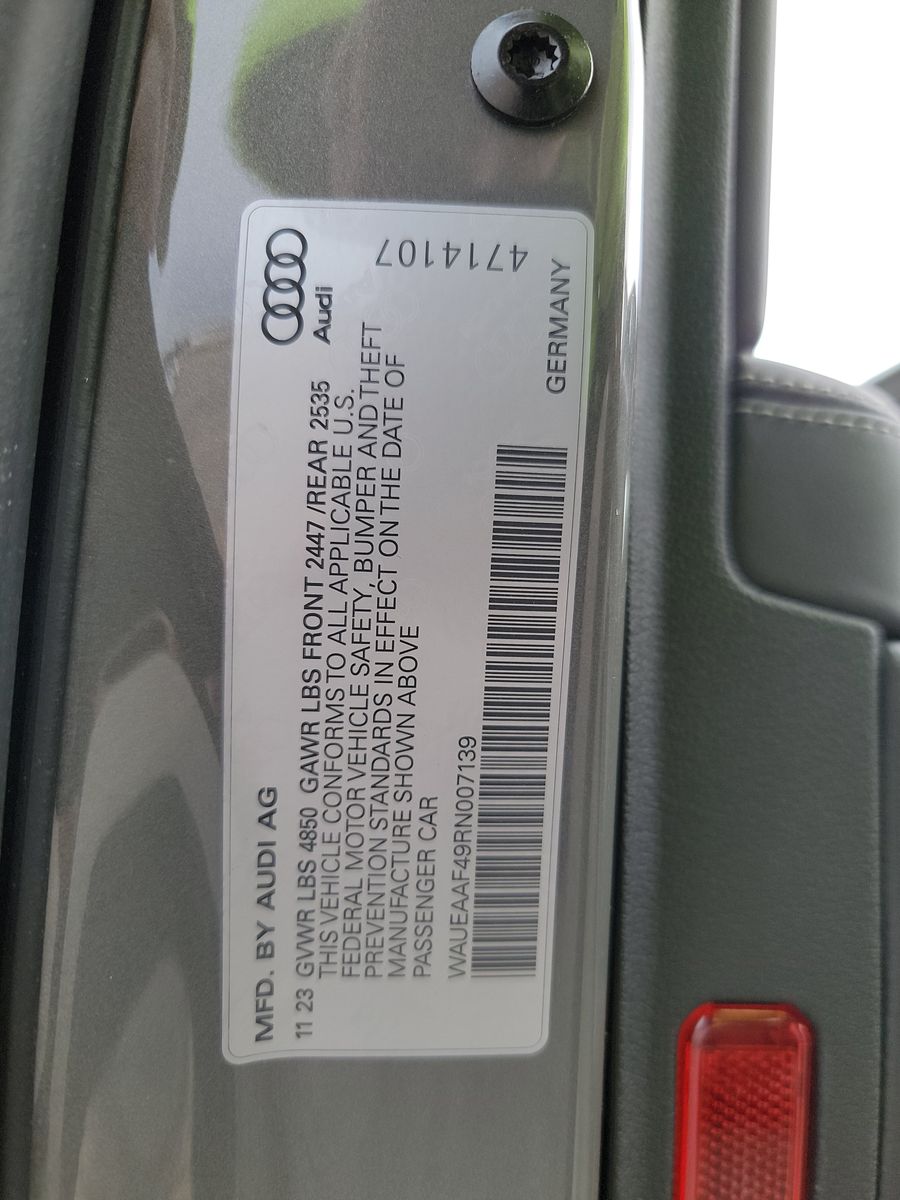 MFD. BY AUDI AG
Audi
11 23 GVWR LBS 4850 GAWR LBS FRONT 2447 /REAR 2535
THIS VEHICLE CONFORMS TO ALL APPLICABLE U.S.
FEDERAL MOTOR VEHICLE SAFETY, BUMPER AND THEFT
PREVENTION STANDARDS IN EFFECT ON THE DATE OF
MANUFACTURE SHOWN ABOVE
PASSENGER CAR
4714107
WAUEAAF49RN007139
GERMANY